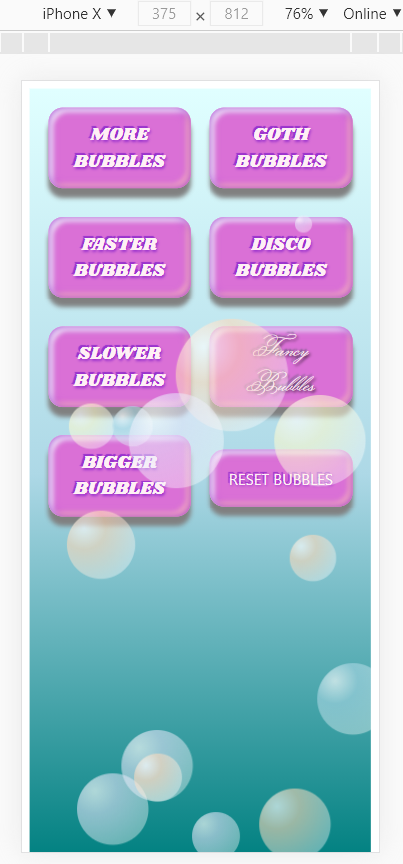 iPhone X ▼ 375 × 812 76% ▼ Online ▼
MORE
BUBBLES
GOTH
BUBBLES
FASTER
BUBBLES
DISCO
BUBBLES
SLOWER
BUBBLES
Fancy
Bubbles
BIGGER
BUBBLES
RESET BUBBLES